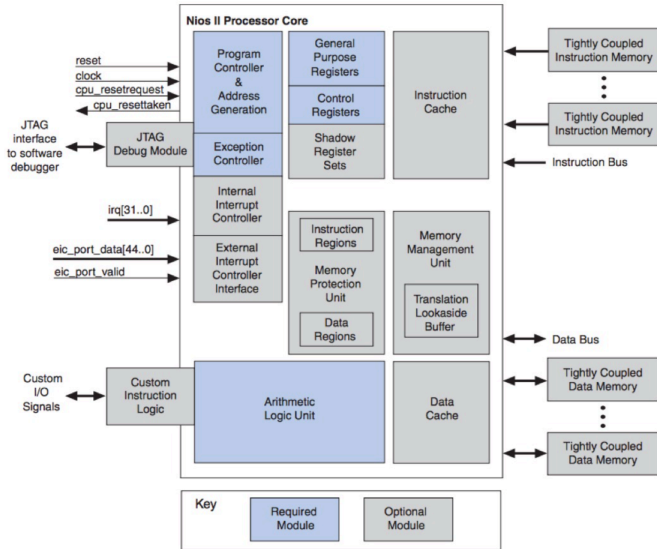 Nios II Processor Core
reset
clock
cpu_resetrequest
cpu_resettaken
JTAG
interface
to software
debugger
JTAG
Debug Module
irq[31..0]
eic_port_data[44..0]
eic_port_valid
Custom
I/O
Signals
Custom
Instruction
Logic
Program
Controller
&
Address
Generation
Exception
Controller
Internal
Interrupt
Controller
External
Interrupt
Controller
Interface
General
Purpose
Registers
Control
Registers
Shadow
Register
Sets
Instruction
Cache
Instruction
Regions
Memory
Protection
Unit
Data
Regions
Memory
Management
Unit
Translation
Lookaside
Buffer
Arithmetic
Logic Unit
Data
Cache
Tightly Coupled
Instruction Memory
Tightly Coupled
Instruction Memory
Instruction Bus
Data Bus
Tightly Coupled
Data Memory
Tightly Coupled
Data Memory
Key
Required
Module
Optional
Module